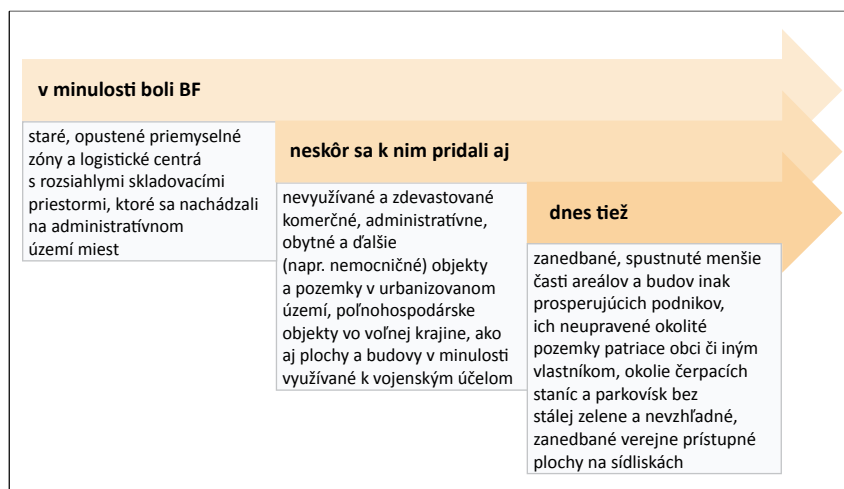 v minulosti boli BF
staré, opustené priemyselné
zóny a logistické centrá
s rozsiahlymi skladovacími
priestormi, ktoré sa nachádzali
na administratívnom
území miest
neskôr sa k nim pridali aj
nevyužívané a zdevastované
komerčné, administratívne,
obytné a ďalšie
(napr. nemocničné) objekty
a pozemky v urbanizovanom
území, poľnohospodárske
objekty vo voľnej krajine, ako
aj plochy a budovy v minulosti
využívané k vojenským účelom
dnes tiež
zanedbané, spustnuté menšie
časti areálov a budov inak
prosperujúcich podnikov,
ich neupravené okolité
pozemky patriace obci či iným
vlastníkom, okolie čerpacích
staníc a parkovísk bez
stálej zelene a nevzhľadné,
zanedbané verejne prístupné
plochy na sídliskách